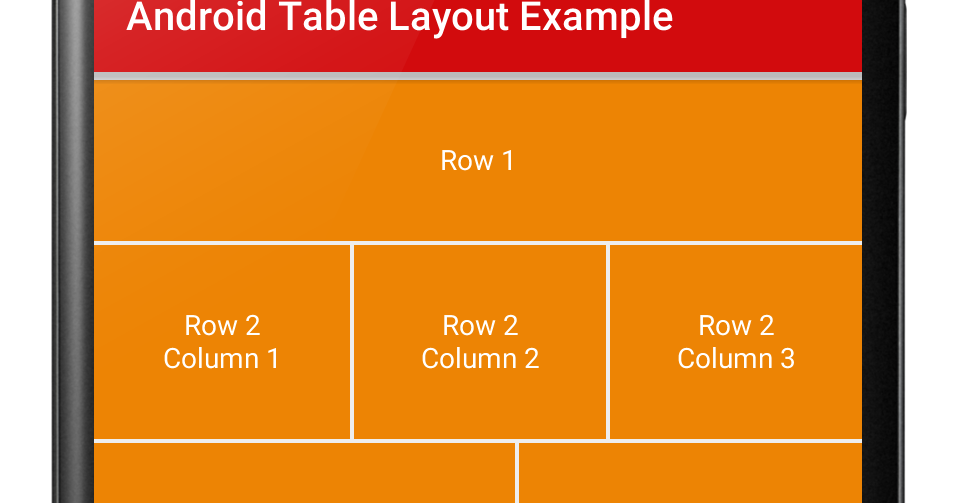 Android Table Layout Example
Row 1
Row 2
Column 1
Row 2
Column 2
Row 2
Column 3